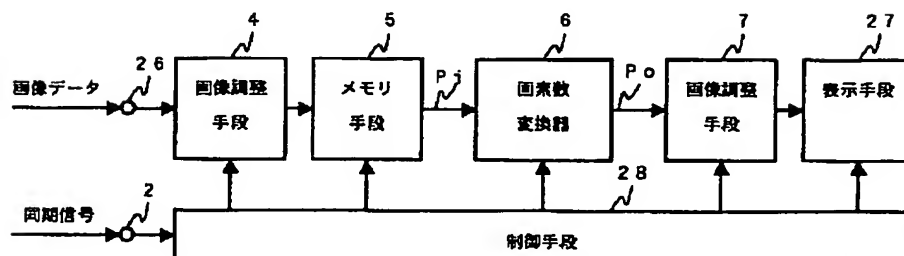 4
5
6
7
27
画像データ
26
画像調整
手段
メモリ
手段
Pi
画素数
変換器
Po
画像調整
手段
表示手段
28
同期信号
2
制御手段